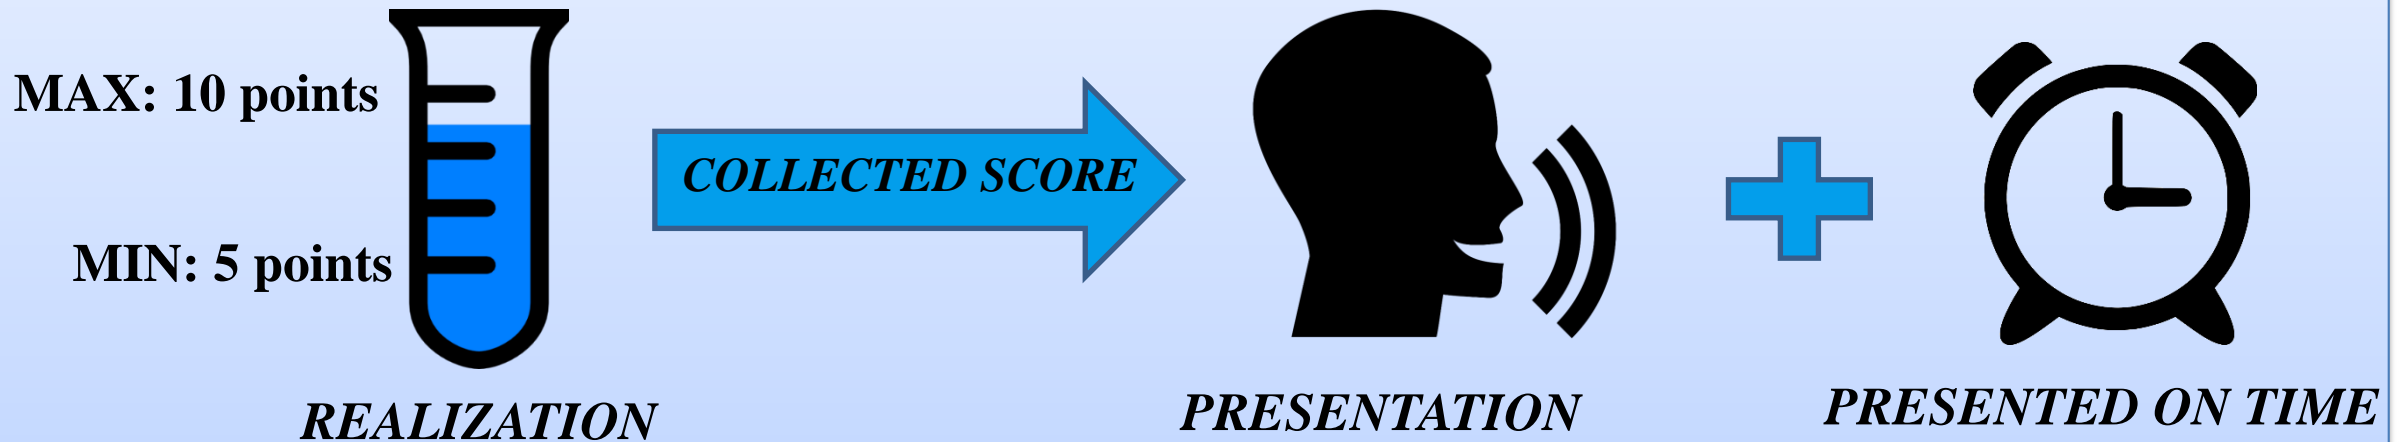 MAX: 10 points
MIN: 5 points
COLLECTED SCORE
REALIZATION
PRESENTATION
PRESENTED ON TIME